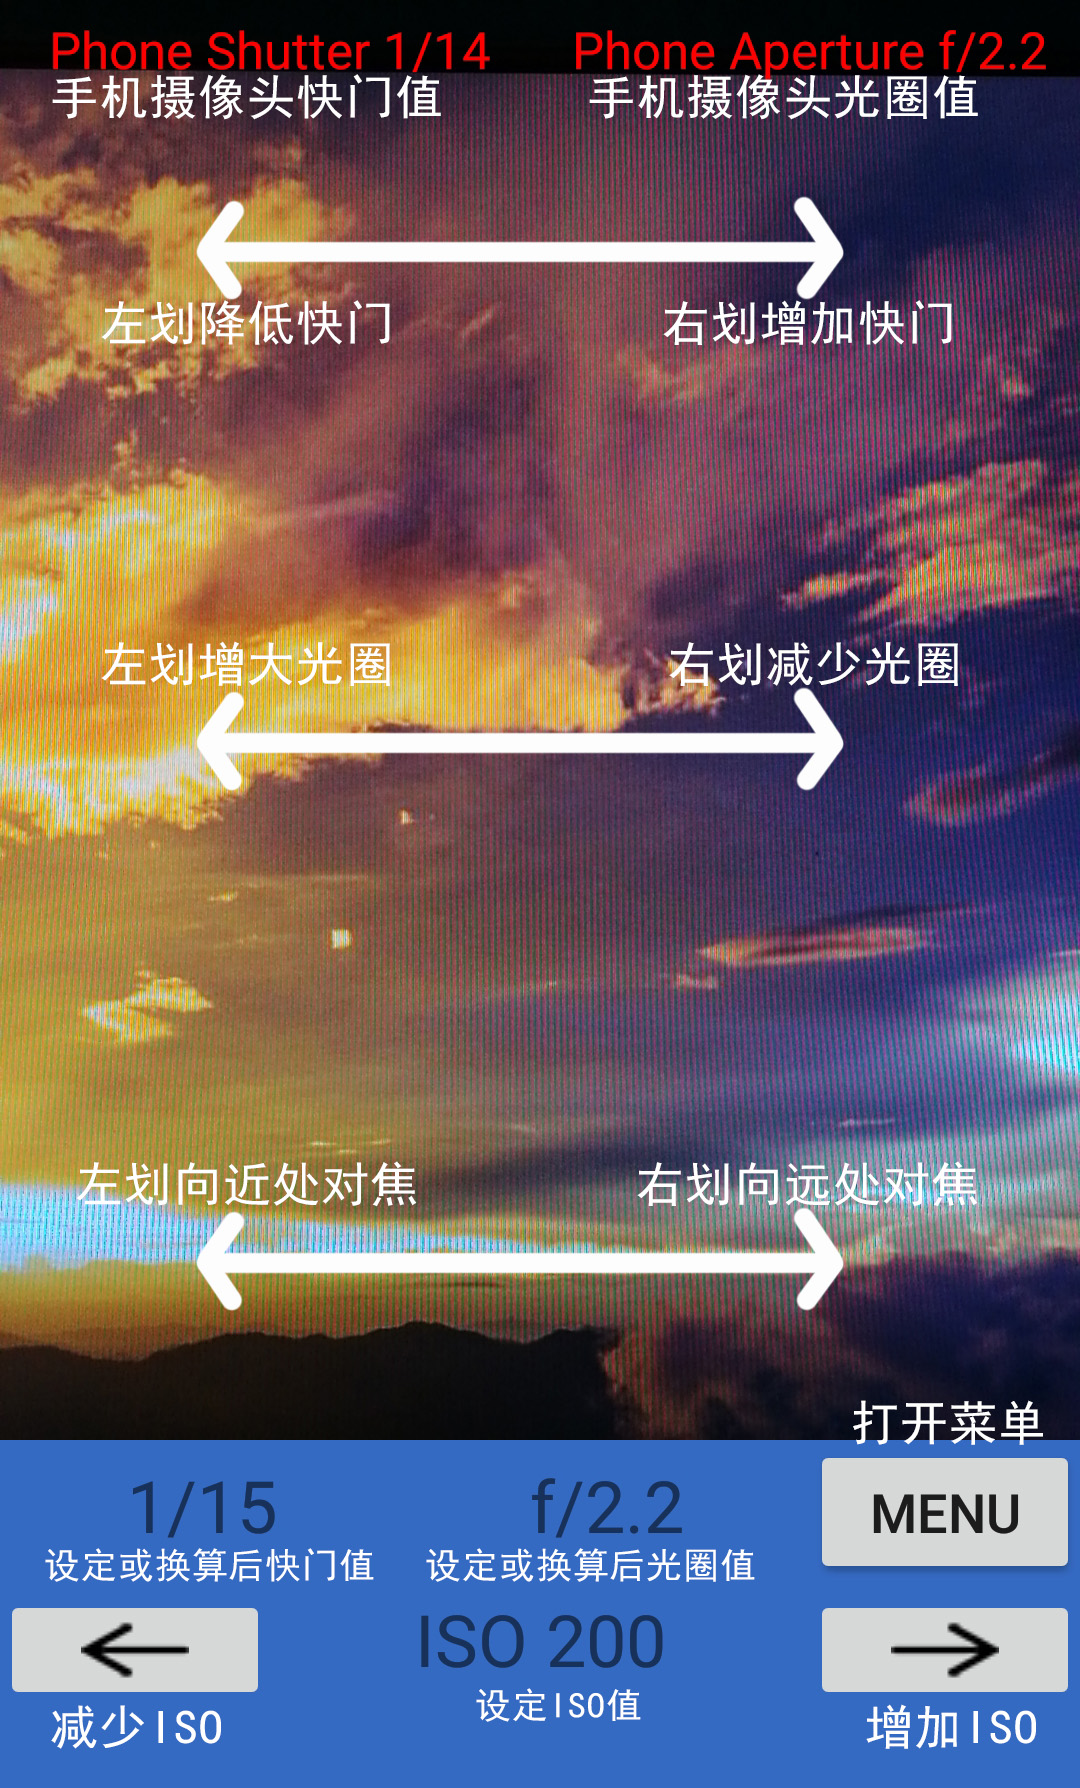 Phone Shutter 1/14 Phone Aperture f/2.2
手机摄像头快门值 手机摄像头光圈值
左划降低快门 右划增加快门
左划增大光圈 右划减少光圈
左划向近处对焦 右划向远处对焦
打开菜单
1/15 f/2.2 MENU
设定或换算后快门值 设定或换算后光圈值
ISO 200
设定ISO值
减少ISO 增加ISO